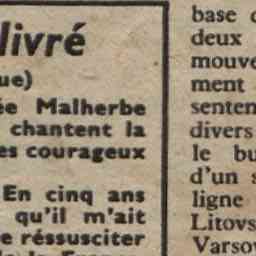 livré
ue)
ée Malherbe
chantent la
es courageux
En cinq ans
qu'il m'ait
e réssusciter
base
deux
mouve
ment
senten
divers
le bu
d'un s
ligne
Litovs
Varsov